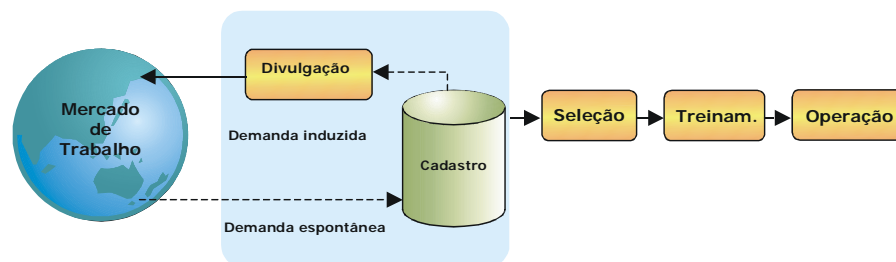 Mercado
de
Trabalho
Divulgação
Demanda induzida
Cadastro
Demanda espontânea
Seleção
Treinam.
Operação